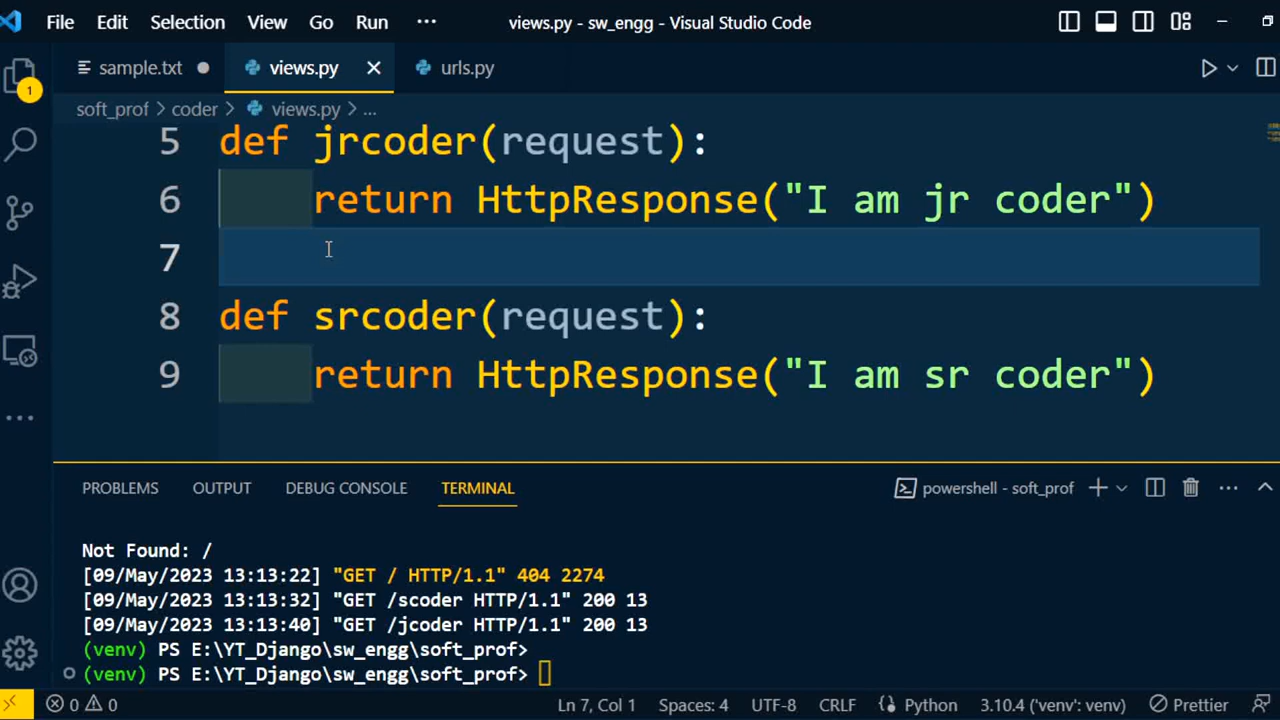 File Edit Selection View Go Run ··· views.py - sw_engg - Visual Studio Code
sample.txt views.py urls.py
1
soft_prof > coder > views.py > ...
5 def jrcoder(request):
6 return HttpResponse("I am jr coder")
7
8 def srcoder(request):
9 return HttpResponse("I am sr coder")
PROBLEMS OUTPUT DEBUG CONSOLE TERMINAL powershell - soft_prof
Not Found: /
[09/May/2023 13:13:22] "GET / HTTP/1.1" 404 2274
[09/May/2023 13:13:32] "GET /scoder HTTP/1.1" 200 13
[09/May/2023 13:13:40] "GET /jcoder HTTP/1.1" 200 13
(venv) PS E:\YT_Django\sw_engg\soft_prof>
(venv) PS E:\YT_Django\sw_engg\soft_prof>
0 0 Ln 7, Col 1 Spaces: 4 UTF-8 CRLF Python 3.10.4 ('venv': venv) Prettier